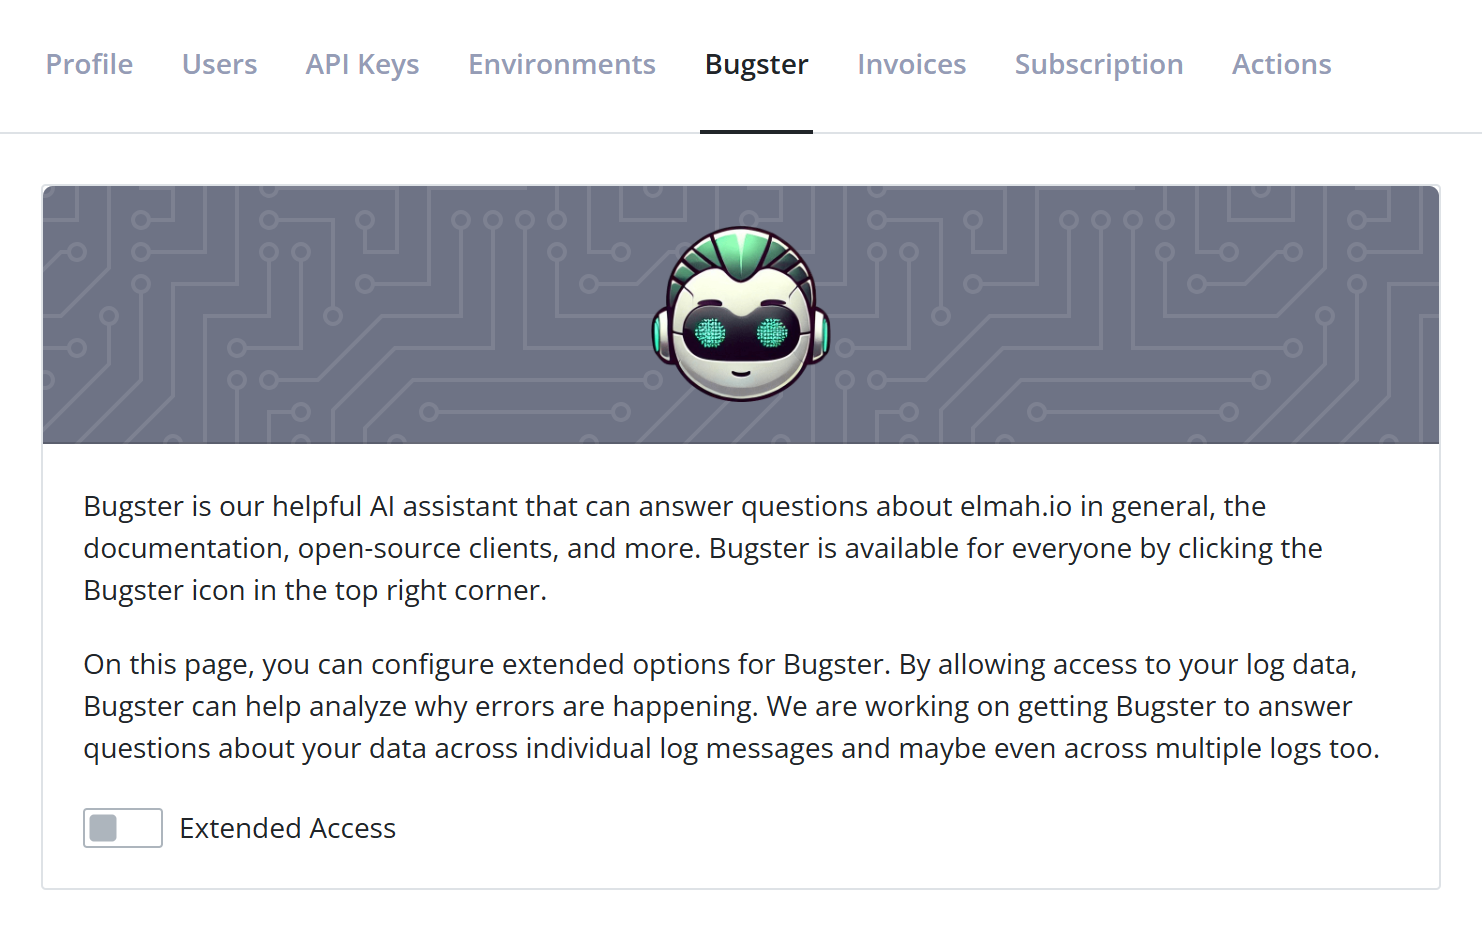 Profile Users API Keys Environments Bugster Invoices Subscription Actions
Bugster is our helpful AI assistant that can answer questions about elmah.io in general, the
documentation, open-source clients, and more. Bugster is available for everyone by clicking the
Bugster icon in the top right corner.
On this page, you can configure extended options for Bugster. By allowing access to your log data,
Bugster can help analyze why errors are happening. We are working on getting Bugster to answer
questions about your data across individual log messages and maybe even across multiple logs too.
Extended Access